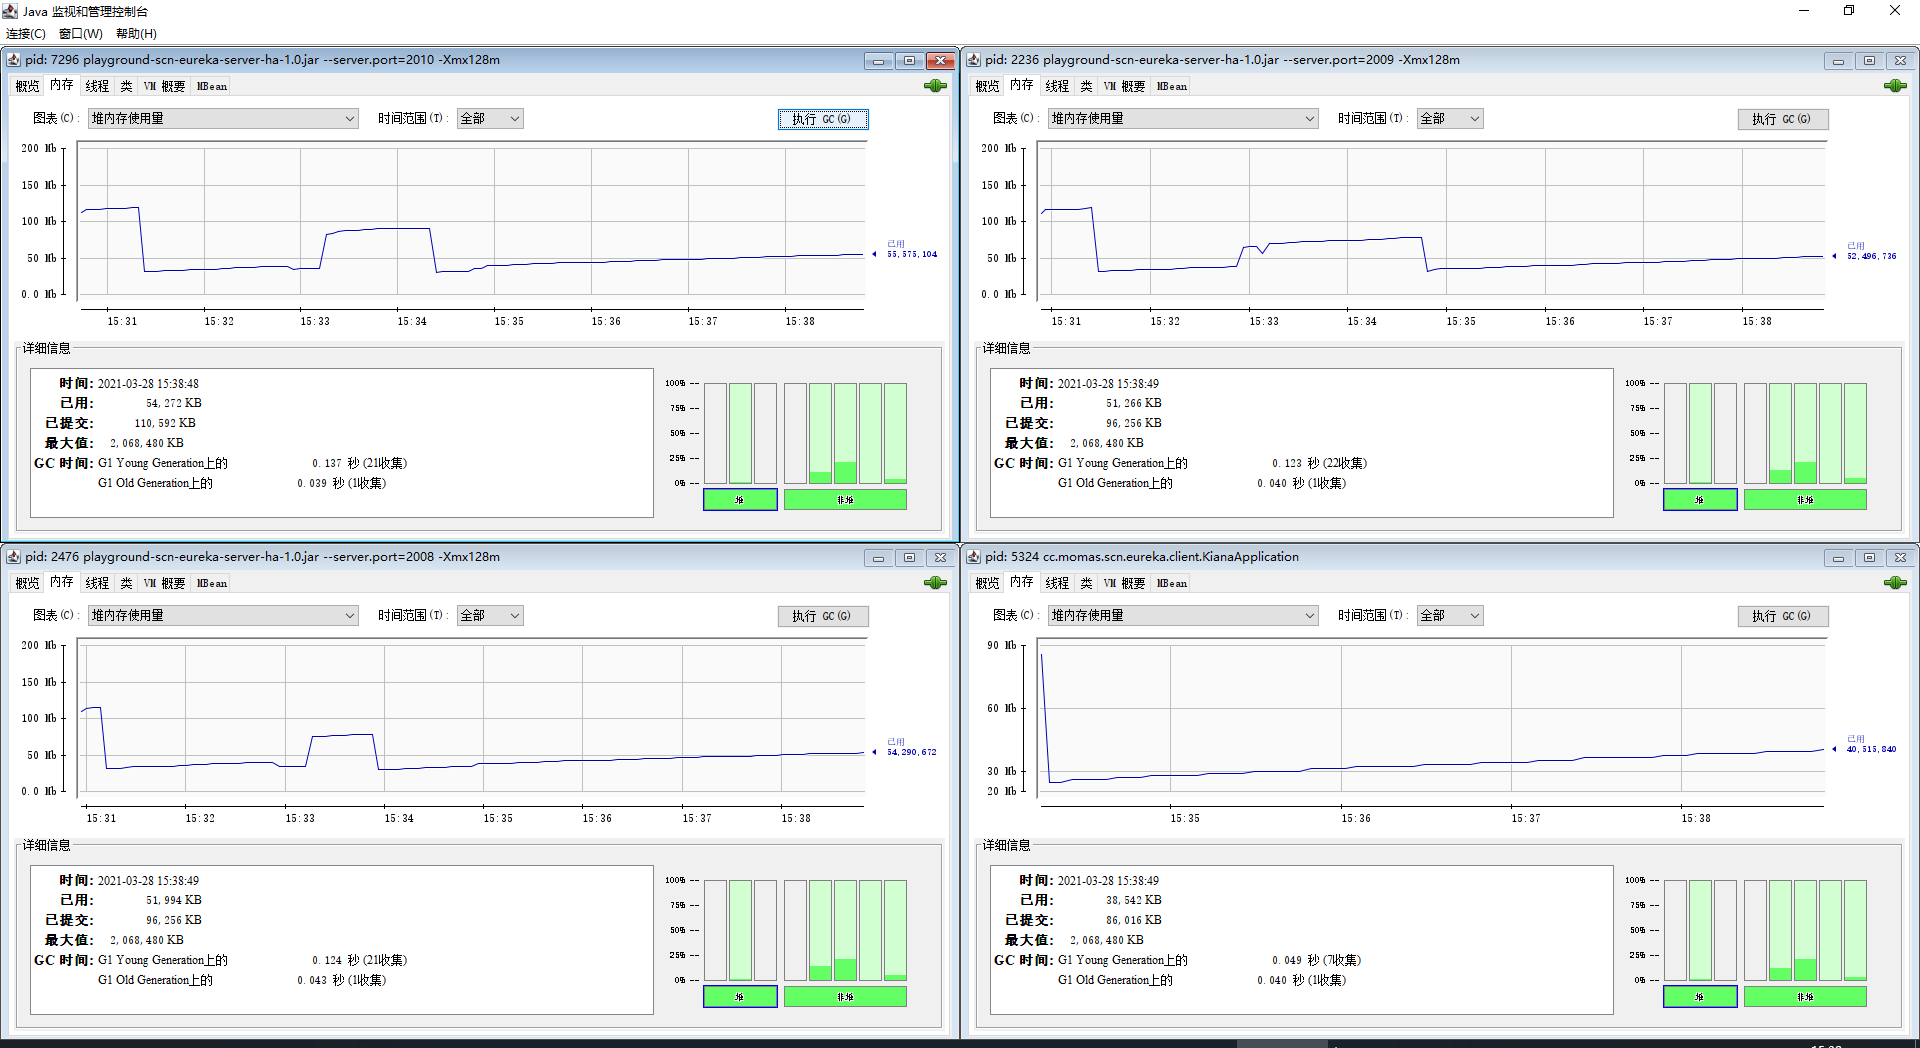 Java 监视和管理控制台
连接(C) 窗口(W) 帮助(H)
pid: 7296 playground-scn-eureka-server-ha-1.0.jar --server.port=2010 -Xmx128m
概览 内存 线程 类 VM 概要 MBean
图表(C): 堆内存使用量 时间范围(T): 全部 执行 GC(G)
200 Mb
150 Mb
100 Mb
50 Mb
0.0 Mb
已用
55,575,104
15:31 15:32 15:33 15:34 15:35 15:36 15:37 15:38
详细信息
时间: 2021-03-28 15:38:48
已用: 54,272 KB
已提交: 110,592 KB
最大值: 2,068,480 KB
GC 时间: G1 Young Generation上的 0.137 秒 (21收集)
G1 Old Generation上的 0.039 秒 (1收集)
100% --
75% --
50% --
25% --
0% --
堆 非堆
pid: 2236 playground-scn-eureka-server-ha-1.0.jar --server.port=2009 -Xmx128m
概览 内存 线程 类 VM 概要 MBean
图表(C): 堆内存使用量 时间范围(T): 全部 执行 GC(G)
200 Mb
150 Mb
100 Mb
50 Mb
0.0 Mb
已用
52,496,736
15:31 15:32 15:33 15:34 15:35 15:36 15:37 15:38
详细信息
时间: 2021-03-28 15:38:49
已用: 51,266 KB
已提交: 96,256 KB
最大值: 2,068,480 KB
GC 时间: G1 Young Generation上的 0.123 秒 (22收集)
G1 Old Generation上的 0.040 秒 (1收集)
100% --
75% --
50% --
25% --
0% --
堆 非堆
pid: 2476 playground-scn-eureka-server-ha-1.0.jar --server.port=2008 -Xmx128m
概览 内存 线程 类 VM 概要 MBean
图表(C): 堆内存使用量 时间范围(T): 全部 执行 GC(G)
200 Mb
150 Mb
100 Mb
50 Mb
0.0 Mb
已用
54,290,672
15:31 15:32 15:33 15:34 15:35 15:36 15:37 15:38
详细信息
时间: 2021-03-28 15:38:49
已用: 51,994 KB
已提交: 96,256 KB
最大值: 2,068,480 KB
GC 时间: G1 Young Generation上的 0.124 秒 (21收集)
G1 Old Generation上的 0.043 秒 (1收集)
100% --
75% --
50% --
25% --
0% --
堆 非堆
pid: 5324 cc.momas.scn.eureka.client.KianaApplication
概览 内存 线程 类 VM 概要 MBean
图表(C): 堆内存使用量 时间范围(T): 全部 执行 GC(G)
90 Mb
60 Mb
30 Mb
20 Mb
已用
40,515,840
15:35 15:36 15:37 15:38
详细信息
时间: 2021-03-28 15:38:49
已用: 38,542 KB
已提交: 86,016 KB
最大值: 2,068,480 KB
GC 时间: G1 Young Generation上的 0.049 秒 (7收集)
G1 Old Generation上的 0.040 秒 (1收集)
100% --
75% --
50% --
25% --
0% --
堆 非堆